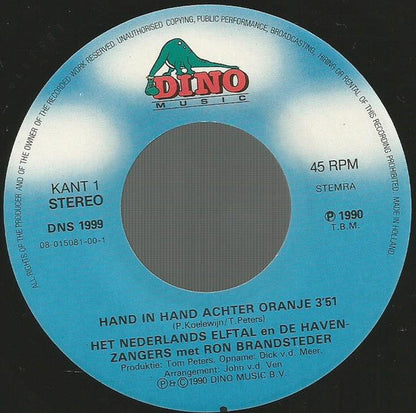 ALL RIGHTS OF THE PRODUCER AND OF THE OWNER OF THE RECORDED WORK RESERVED. UNAUTHORISED COPYING, PUBLIC PERFORMANCE, BROADCASTING, HIRING OR RENTAL OF THIS RECORDING PROHIBITED. MADE IN HOLLAND.
DINO
MUSIC
KANT 1
STEREO
DNS 1999
08-015081-00-1
45 RPM
STEMRA
Ⓟ 1990
T.B.M.
HAND IN HAND ACHTER ORANJE 3'51
(P.Koelewijn/T.Peters)
HET NEDERLANDS ELFTAL en DE HAVEN-
ZANGERS met RON BRANDSTEDER
Produktie: Tom Peters. Opname: Dick v.d. Meer.
Arrangement: John v.d. Ven
Ⓟ&© 1990 DINO MUSIC B.V.